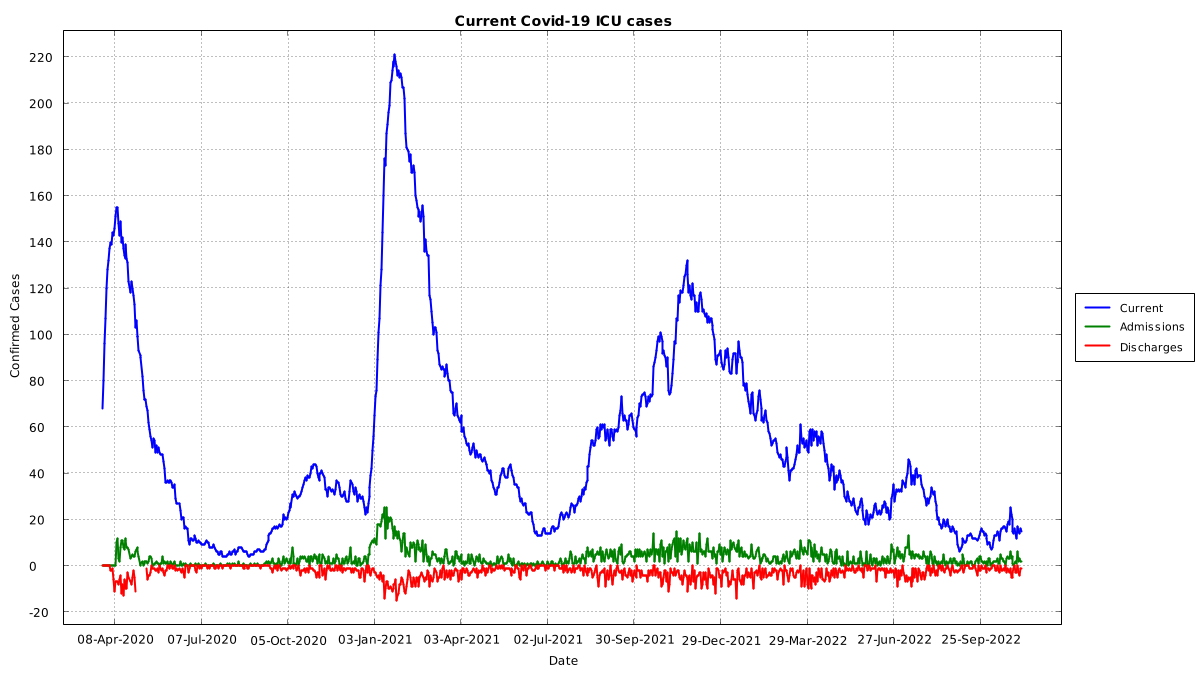 Current Covid-19 ICU cases
Confirmed Cases
220
200
180
160
140
120
100
80
60
40
20
0
-20
08-Apr-2020 07-Jul-2020 05-Oct-2020 03-Jan-2021 03-Apr-2021 02-Jul-2021 30-Sep-2021 29-Dec-2021 29-Mar-2022 27-Jun-2022 25-Sep-2022
Date
Current
Admissions
Discharges